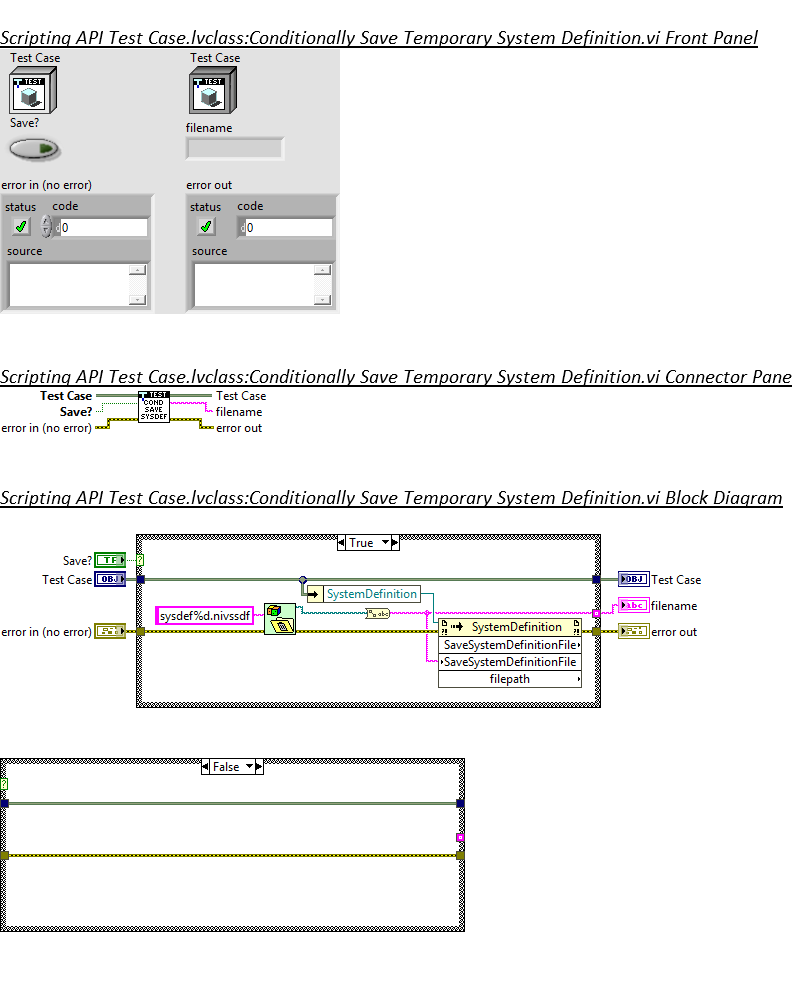 Scripting API Test Case.lvclass:Conditionally Save Temporary System Definition.vi Front Panel
Test Case
Test Case
TEST
TEST
Save?
filename
error in (no error)
error out
status
code
status
code
0
0
source
source
Scripting API Test Case.lvclass:Conditionally Save Temporary System Definition.vi Connector Pane
Test Case
TEST
Test Case
Save?
COND
SAVE
SYSDEF
filename
error in (no error)
error out
Scripting API Test Case.lvclass:Conditionally Save Temporary System Definition.vi Block Diagram
True
Save?
TF
?
Test Case
OBJ
OBJ
Test Case
SystemDefinition
sysdef%d.nivssdf
abc
abc
filename
error in (no error)
SystemDefinition
error out
SaveSystemDefinitionFile
SaveSystemDefinitionFile
filepath
False
?